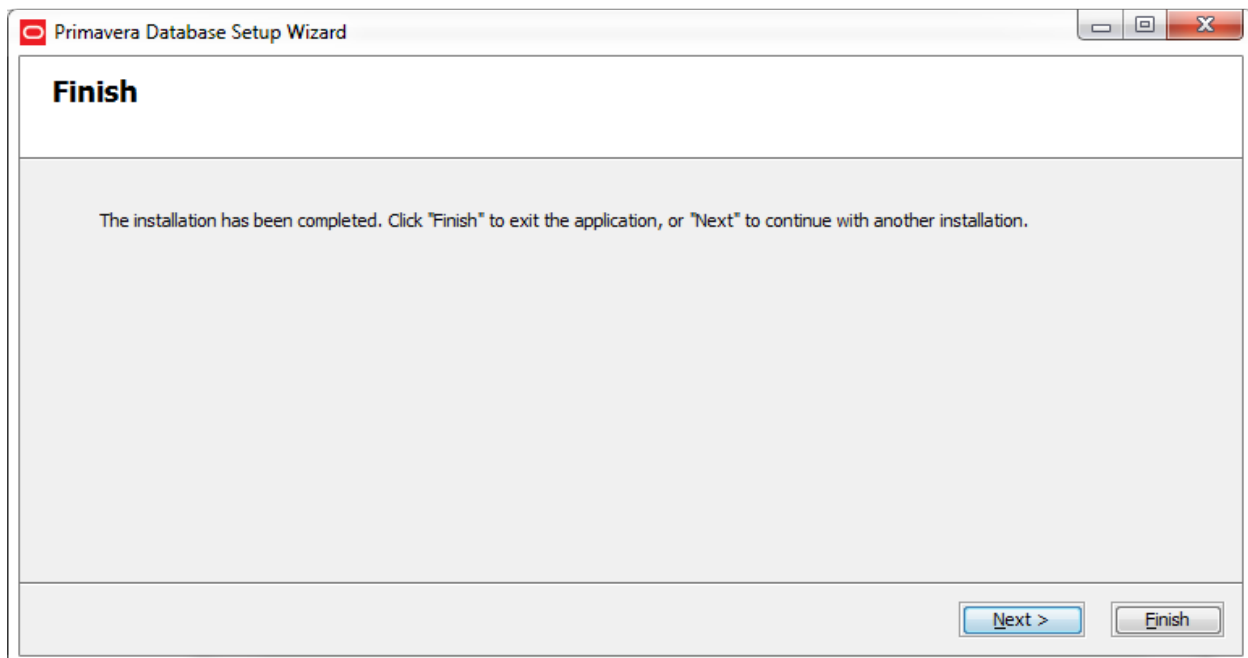 Primavera Database Setup Wizard
Finish
The installation has been completed. Click "Finish" to exit the application, or "Next" to continue with another installation.
Next >
Finish